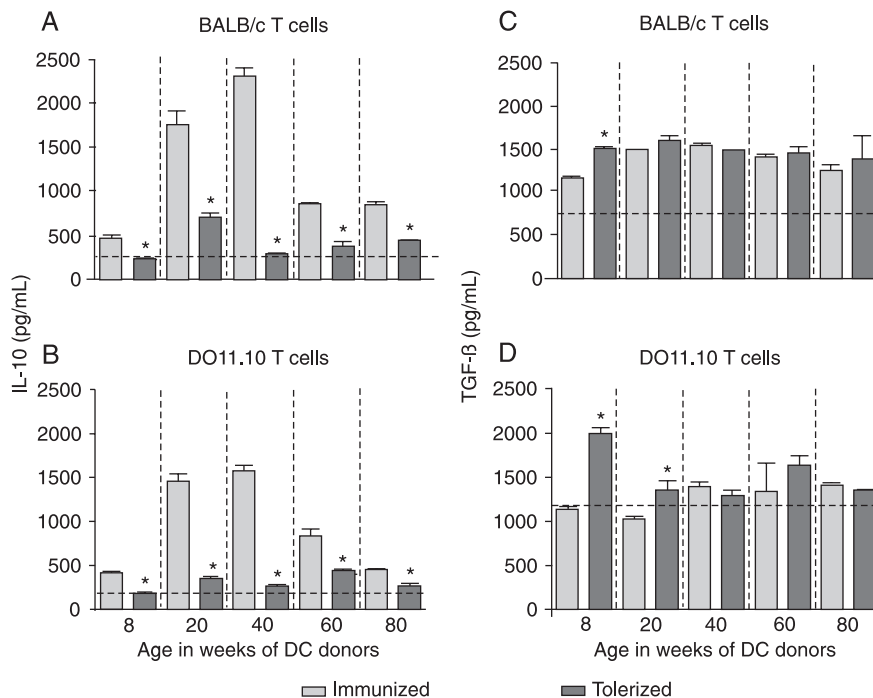 A
BALB/c T cells
2500
2000
1500
1000
500
0
*
*
*
*
*
IL-10 (pg/mL)
B
DO11.10 T cells
2500
2000
1500
1000
500
0
*
*
*
*
*
8 20 40 60 80
Age in weeks of DC donors
C
BALB/c T cells
2500
2000
1500
1000
500
0
*
TGF-ß (pg/mL)
D
DO11.10 T cells
2500
2000
1500
1000
500
0
*
*
8 20 40 60 80
Age in weeks of DC donors
Immunized
Tolerized